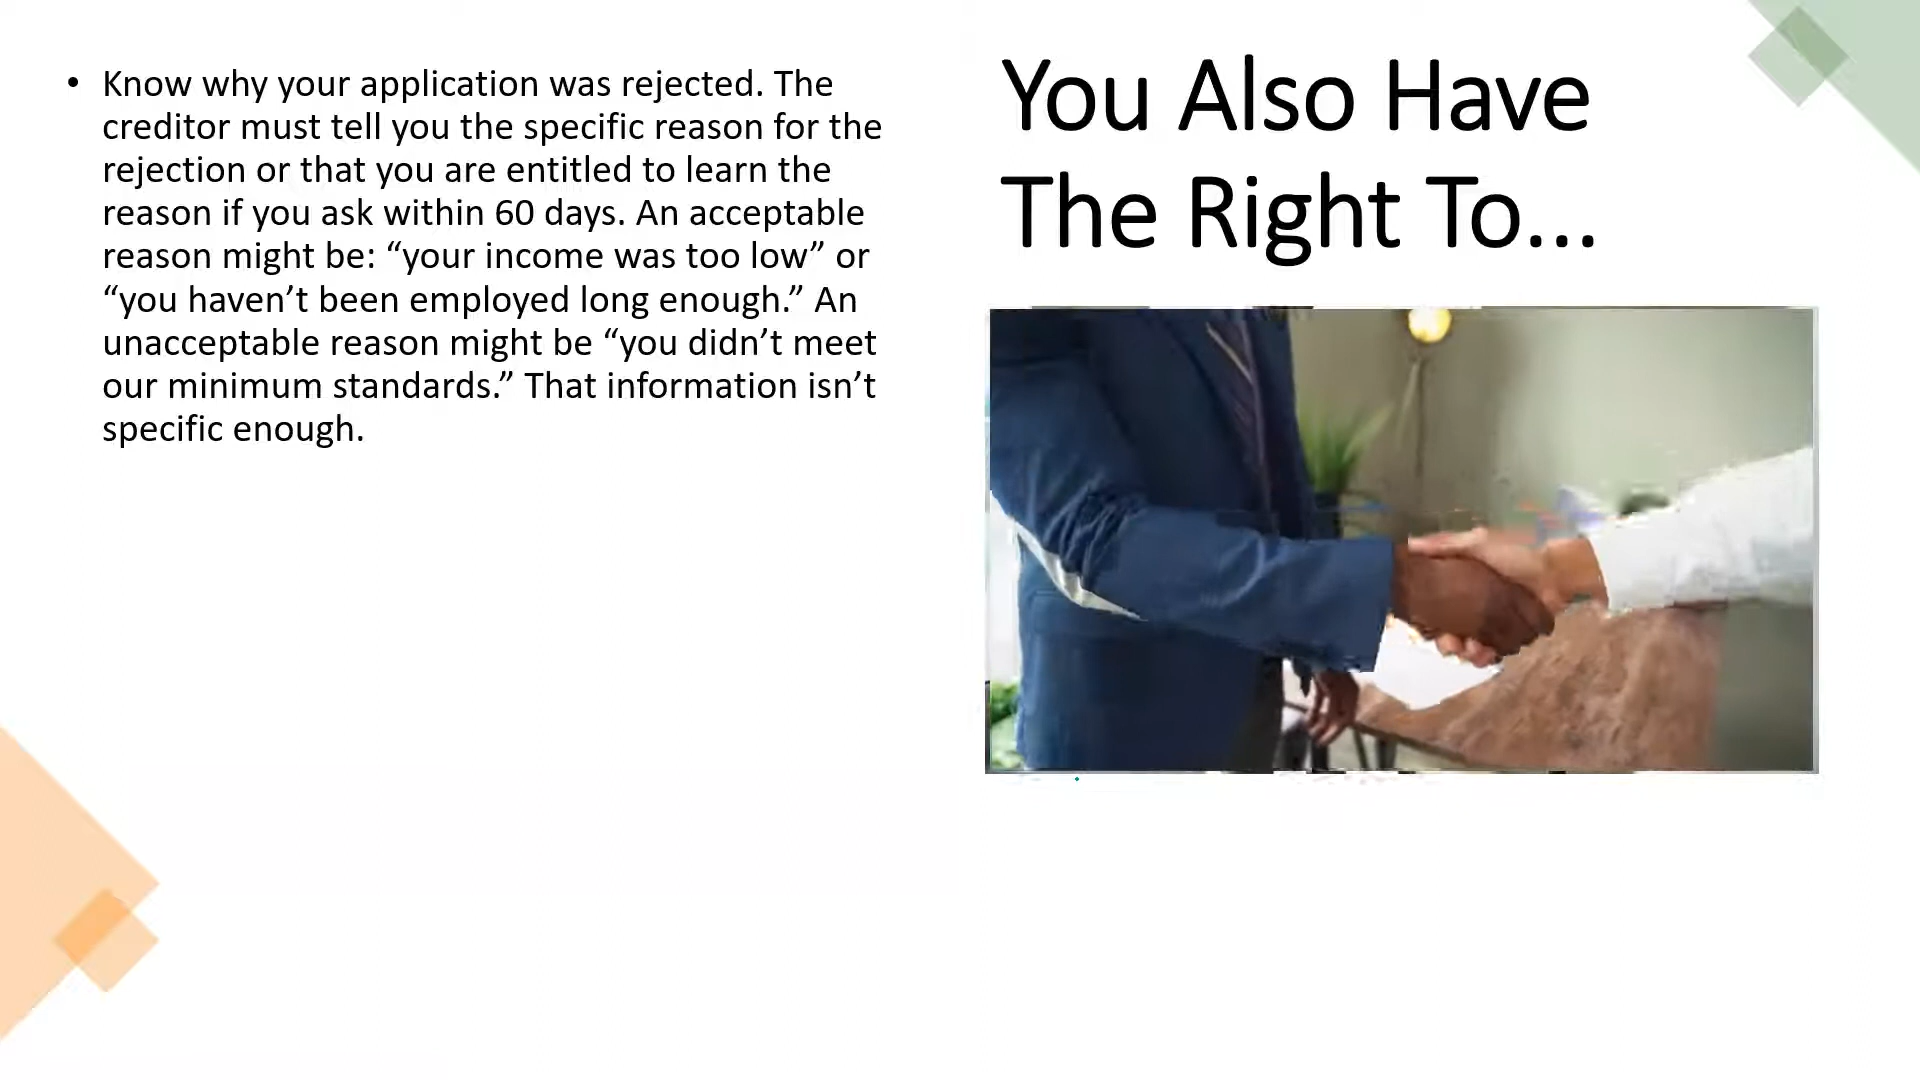 You Also Have
The Right To...
• Know why your application was rejected. The
creditor must tell you the specific reason for the
rejection or that you are entitled to learn the
reason if you ask within 60 days. An acceptable
reason might be: “your income was too low” or
“you haven’t been employed long enough.” An
unacceptable reason might be “you didn’t meet
our minimum standards.” That information isn’t
specific enough.